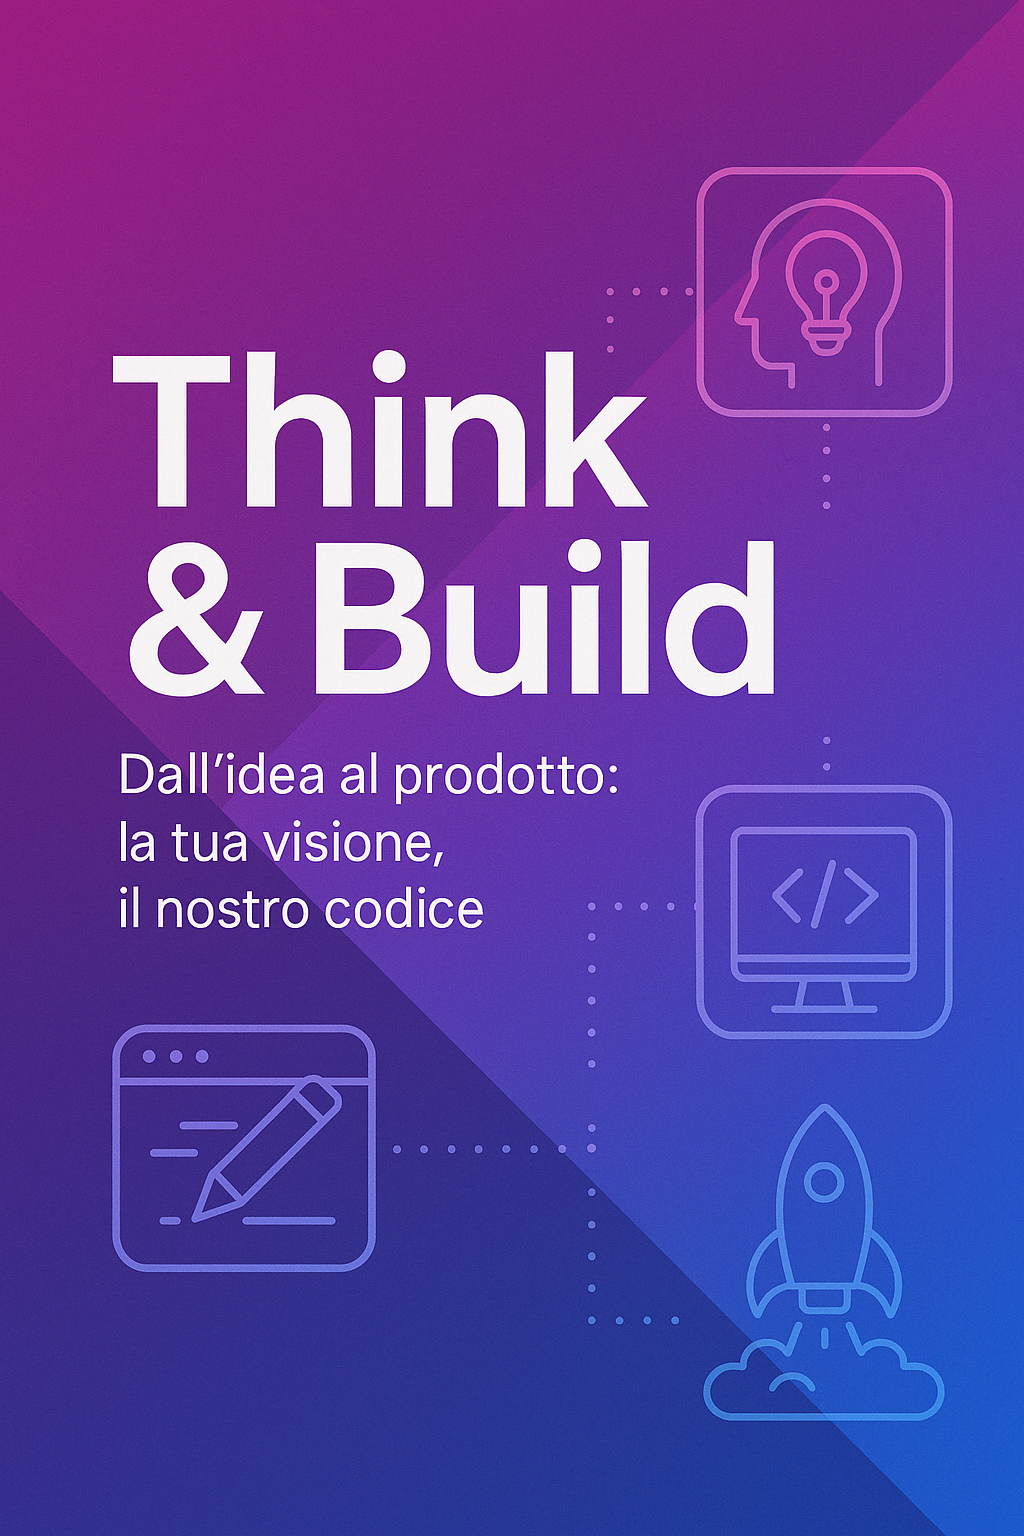 Think
& Build
Dall’idea al prodotto:
la tua visione,
il nostro codice
</>